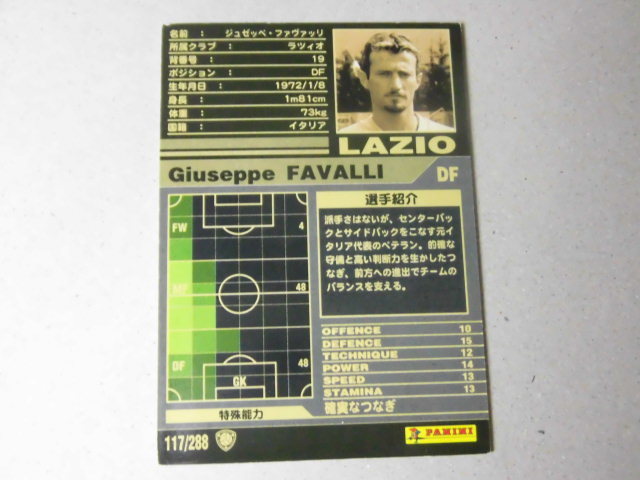 名前 : ジュゼッペ・ファヴァッリ
所属クラブ : ラツィオ
背番号 : 19
ポジション : DF
生年月日 : 1972/1/8
身長 : 1m81cm
体重 : 73kg
国籍 : イタリア
LAZIO
Giuseppe FAVALLI DF
FW 4
MF 48
DF 48
GK
特殊能力
選手紹介
派手さはないが、センターバッ
クとサイドバックをこなす元イ
タリア代表のベテラン。的確な
守備と高い判断力を生かしたつ
なぎ、前方への進出でチームの
バランスを支える。
OFFENCE 10
DEFENCE 15
TECHNIQUE 12
POWER 14
SPEED 13
STAMINA 13
確実なつなぎ
117/288
PANINI